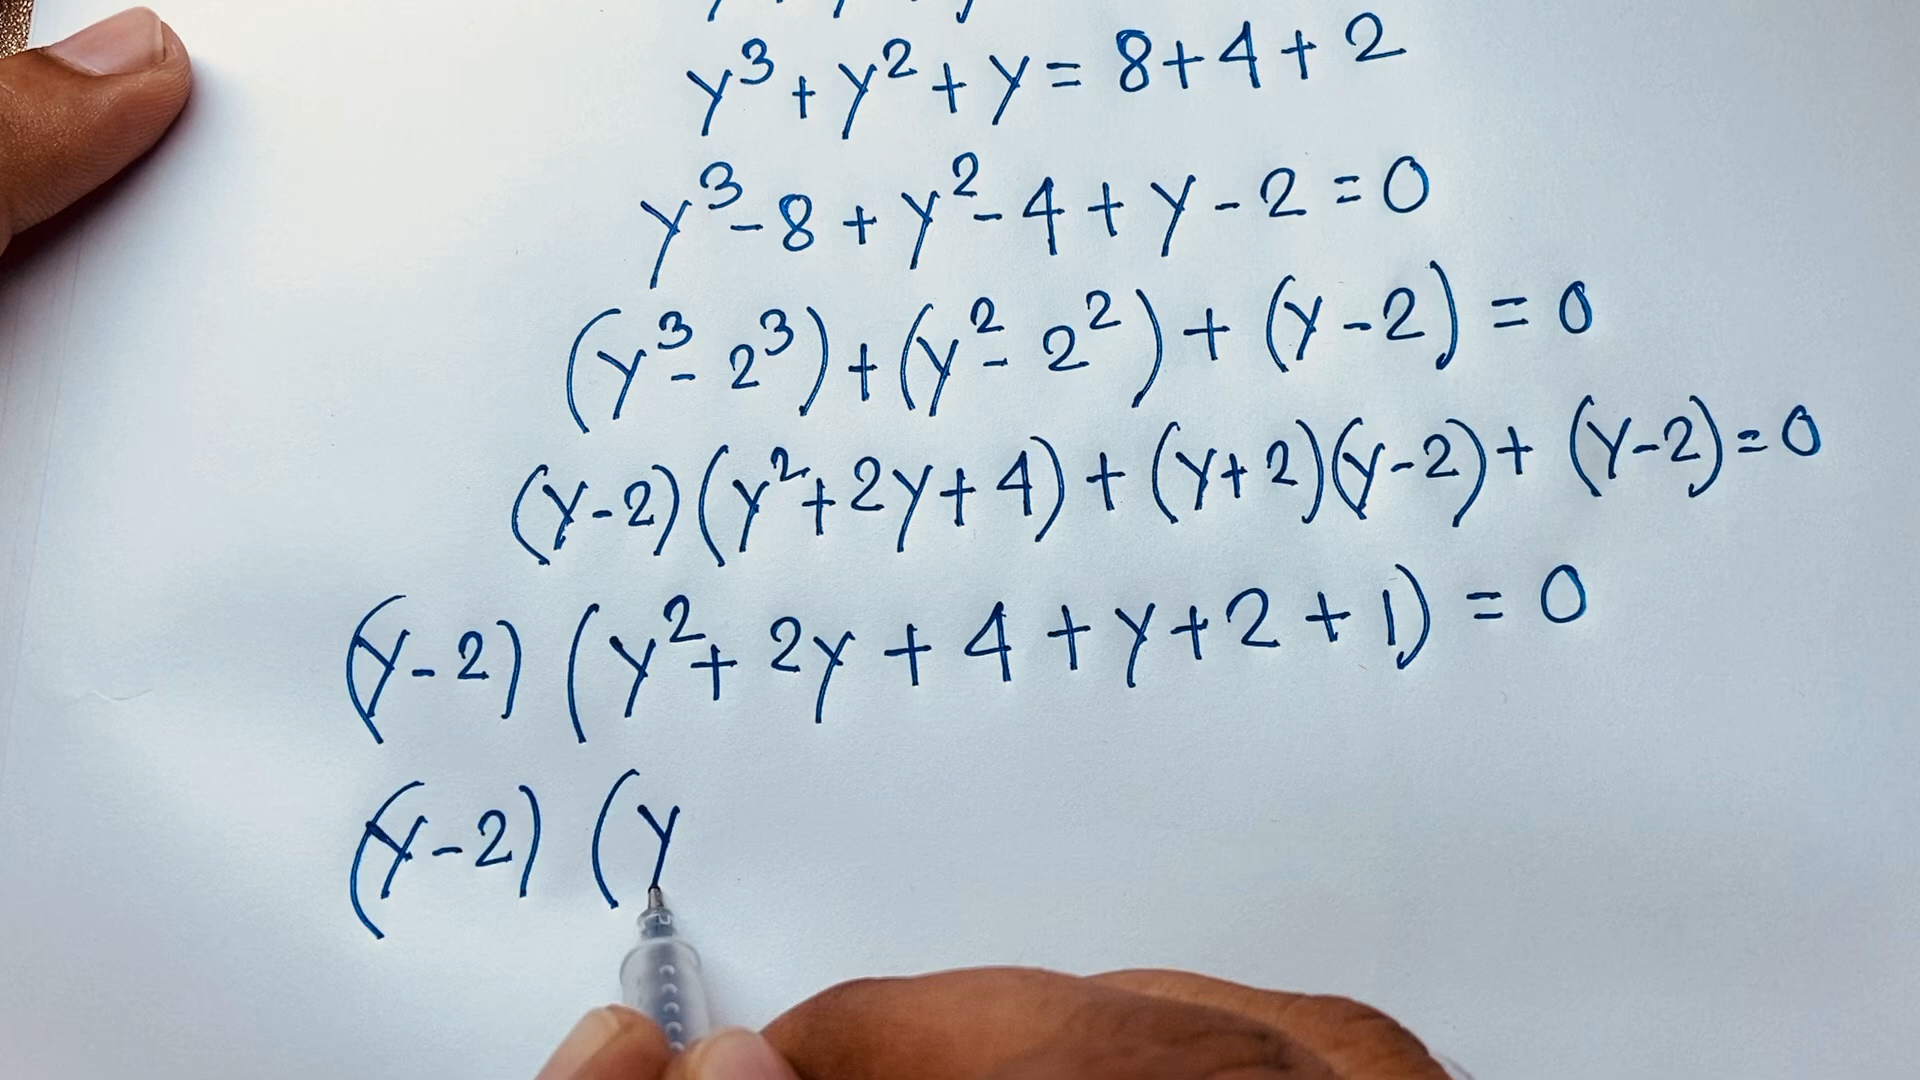 y³ + y² + y = 8 + 4 + 2
y³ - 8 + y² - 4 + y - 2 = 0
(y³ - 2³) + (y² - 2²) + (y - 2) = 0
(y - 2)(y² + 2y + 4) + (y + 2)(y - 2) + (y - 2) = 0
(y - 2) (y² + 2y + 4 + y + 2 + 1) = 0
(y - 2) (y